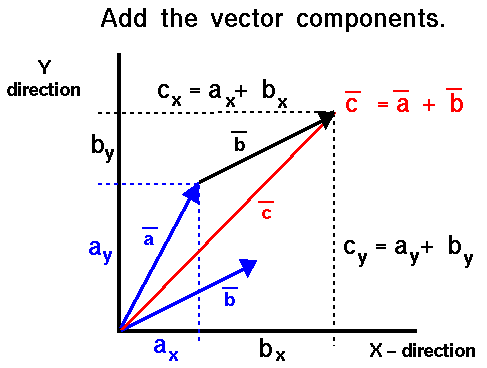 Add the vector components.
Y
direction
cx = ax+ bx
c = a + b
b
by
a
c
ay
cy = ay+ by
b
ax
bx
X – direction